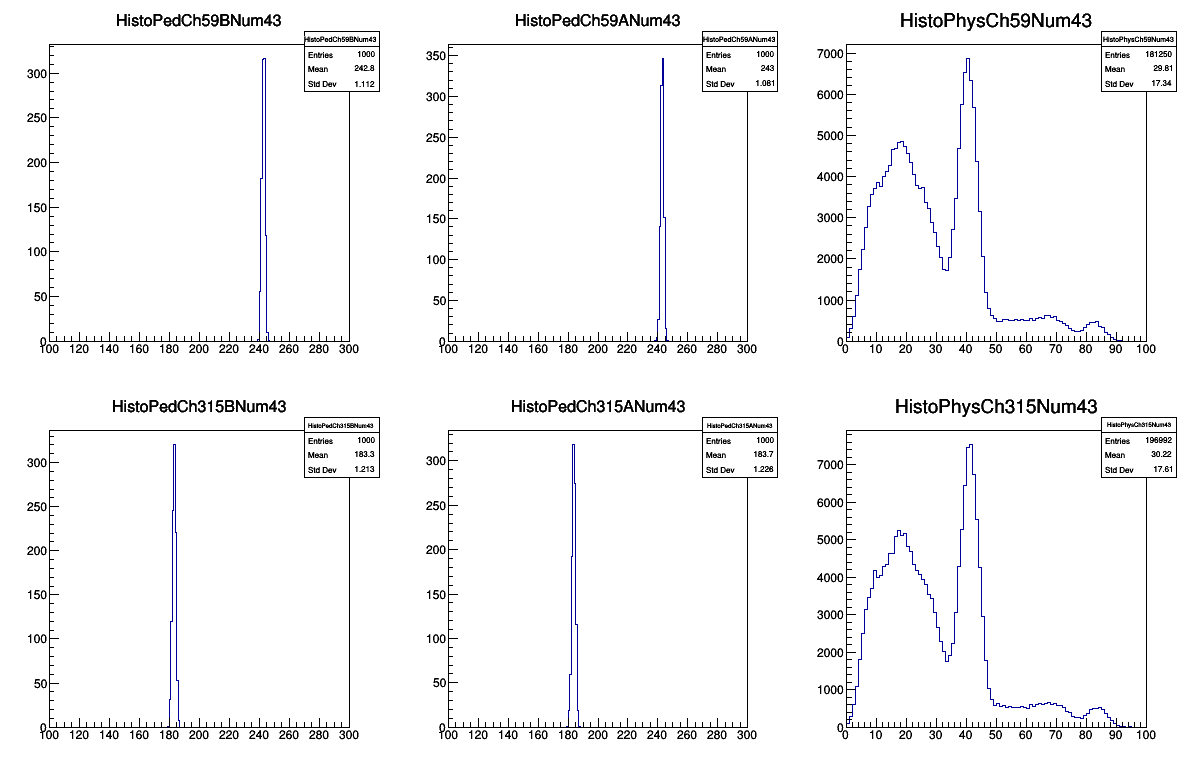 HistoPedCh59BNum43
HistoPedCh59BNum43
Entries 1000
Mean 242.8
Std Dev 1.112
300
250
200
150
100
50
0
100 120 140 160 180 200 220 240 260 280 300
HistoPedCh59ANum43
HistoPedCh59ANum43
Entries 1000
Mean 243
Std Dev 1.081
350
300
250
200
150
100
50
0
100 120 140 160 180 200 220 240 260 280 300
HistoPhysCh59Num43
HistoPhysCh59Num43
Entries 181250
Mean 29.81
Std Dev 17.34
7000
6000
5000
4000
3000
2000
1000
0
0 10 20 30 40 50 60 70 80 90 100
HistoPedCh315BNum43
HistoPedCh315BNum43
Entries 1000
Mean 183.3
Std Dev 1.213
300
250
200
150
100
50
0
100 120 140 160 180 200 220 240 260 280 300
HistoPedCh315ANum43
HistoPedCh315ANum43
Entries 1000
Mean 183.7
Std Dev 1.226
300
250
200
150
100
50
0
100 120 140 160 180 200 220 240 260 280 300
HistoPhysCh315Num43
HistoPhysCh315Num43
Entries 196992
Mean 30.22
Std Dev 17.61
7000
6000
5000
4000
3000
2000
1000
0
0 10 20 30 40 50 60 70 80 90 100